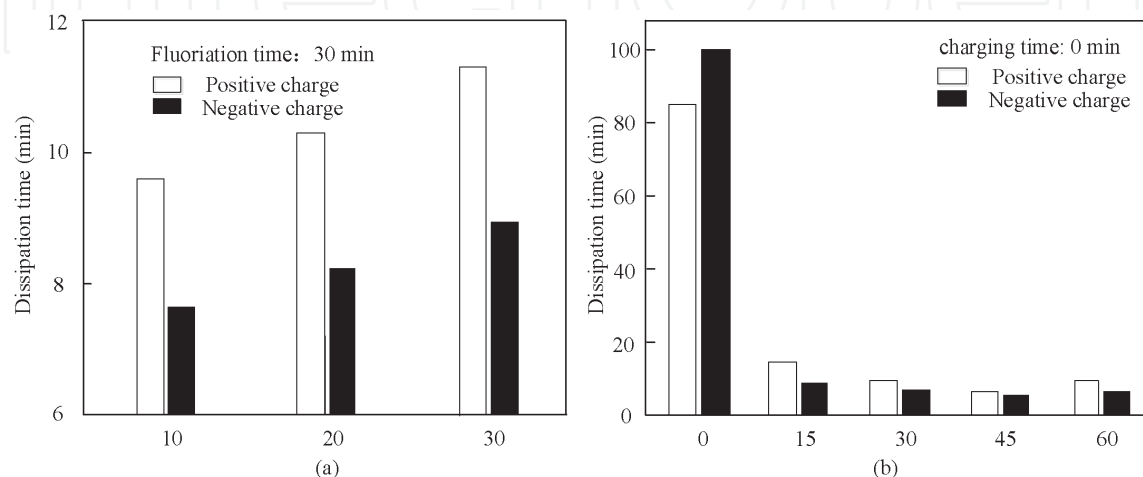 12
10
8
6
Dissipation time (min)
Fluoriation time: 30 min
Positive charge
Negative charge
10 20 30
(a)
100
80
60
40
20
0
Dissipation time (min)
charging time: 0 min
Positive charge
Negative charge
0 15 30 45 60
(b)